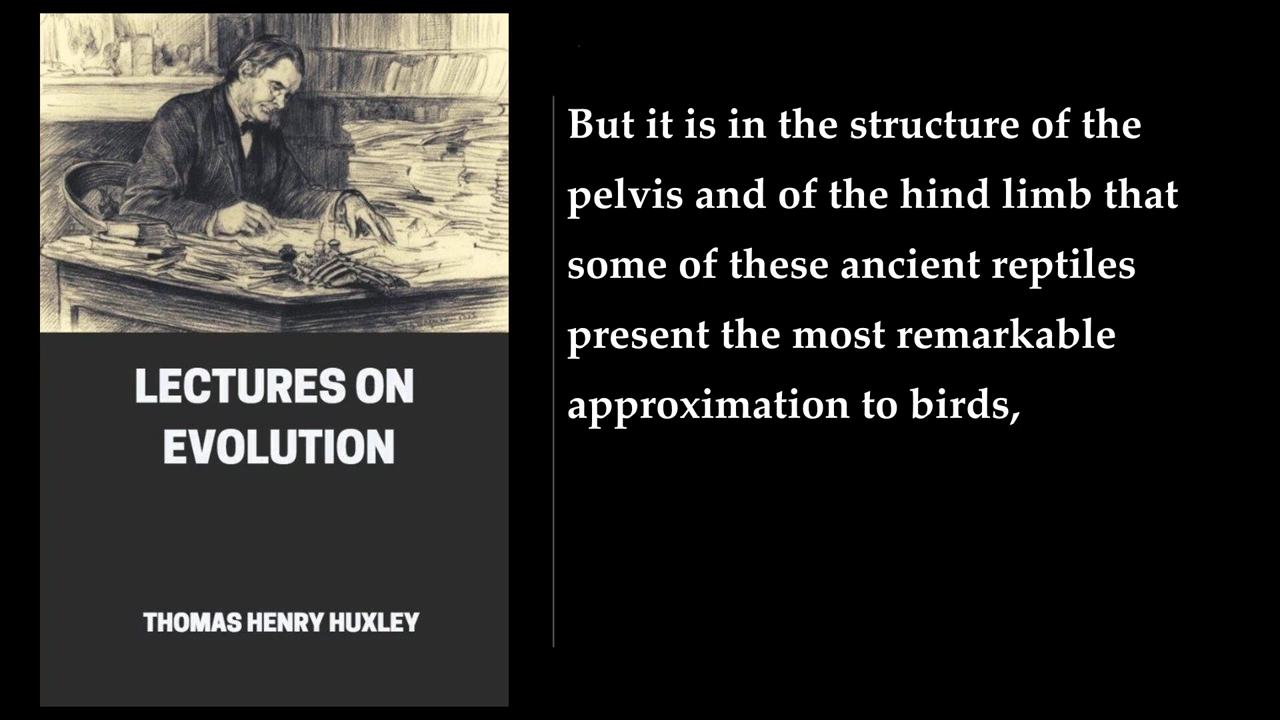 LECTURES ON
EVOLUTION
THOMAS HENRY HUXLEY
But it is in the structure of the
pelvis and of the hind limb that
some of these ancient reptiles
present the most remarkable
approximation to birds,